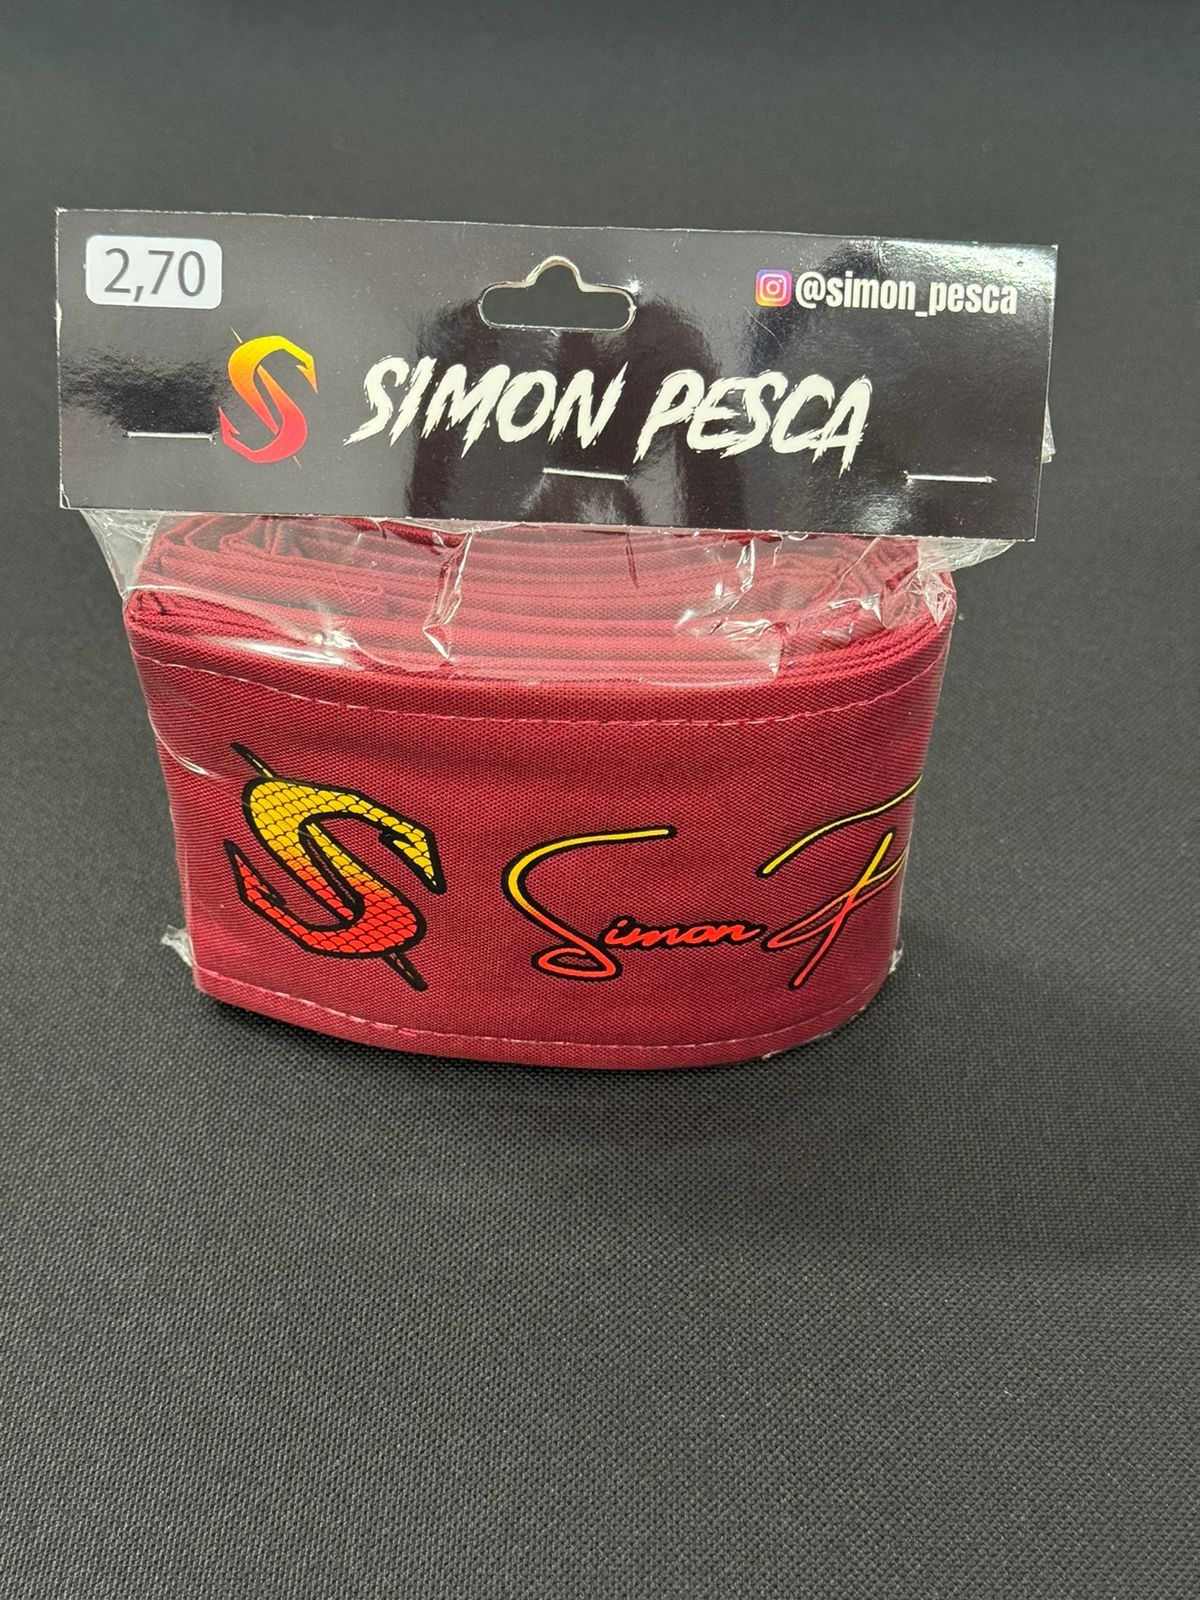 2,70
@simon_pesca
SIMON PESCA
Simon